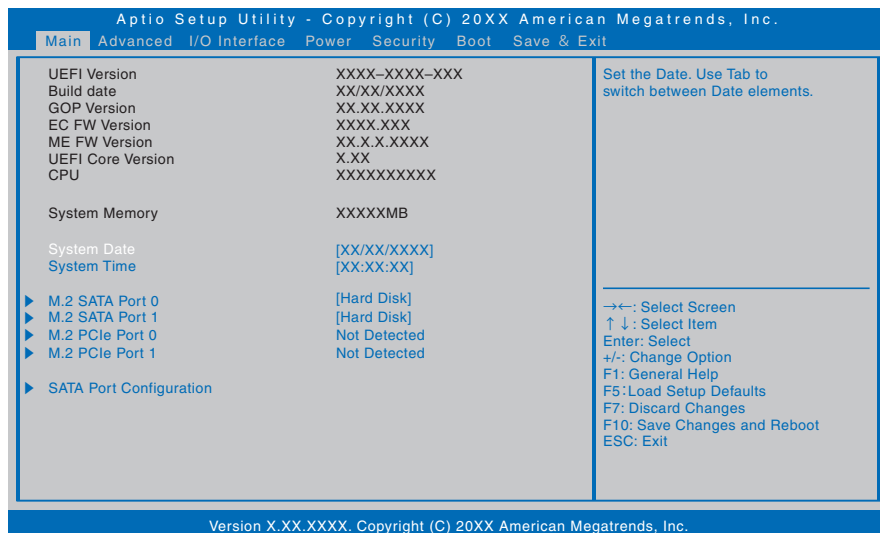 Aptio Setup Utility - Copyright (C) 20XX American Megatrends, Inc.
Main Advanced I/O Interface Power Security Boot Save & Exit
UEFI Version XXXX–XXXX–XXX
Build date XX/XX/XXXX
GOP Version XX.XX.XXXX
EC FW Version XXXX.XXX
ME FW Version XX.X.X.XXXX
UEFI Core Version X.XX
CPU XXXXXXXXXX
System Memory XXXXXMB
System Date [XX/XX/XXXX]
System Time [XX:XX:XX]
M.2 SATA Port 0 [Hard Disk]
M.2 SATA Port 1 [Hard Disk]
M.2 PCIe Port 0 Not Detected
M.2 PCIe Port 1 Not Detected
SATA Port Configuration
Set the Date. Use Tab to
switch between Date elements.
→←: Select Screen
↑↓: Select Item
Enter: Select
+/-: Change Option
F1: General Help
F5:Load Setup Defaults
F7: Discard Changes
F10: Save Changes and Reboot
ESC: Exit
Version X.XX.XXXX. Copyright (C) 20XX American Megatrends, Inc.